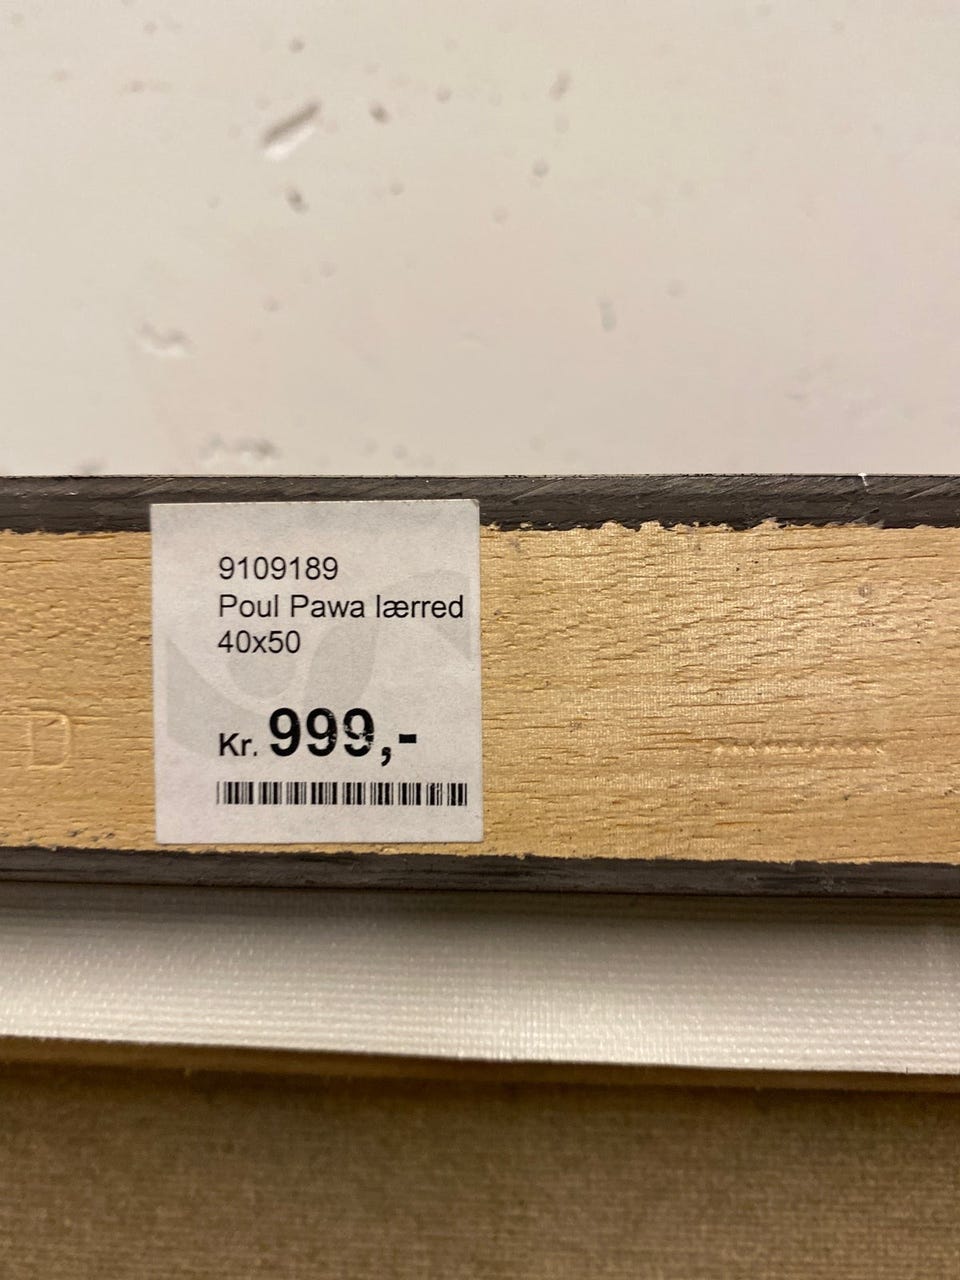 9109189
Poul Pawa lærred
40x50
Kr. 999,-
D